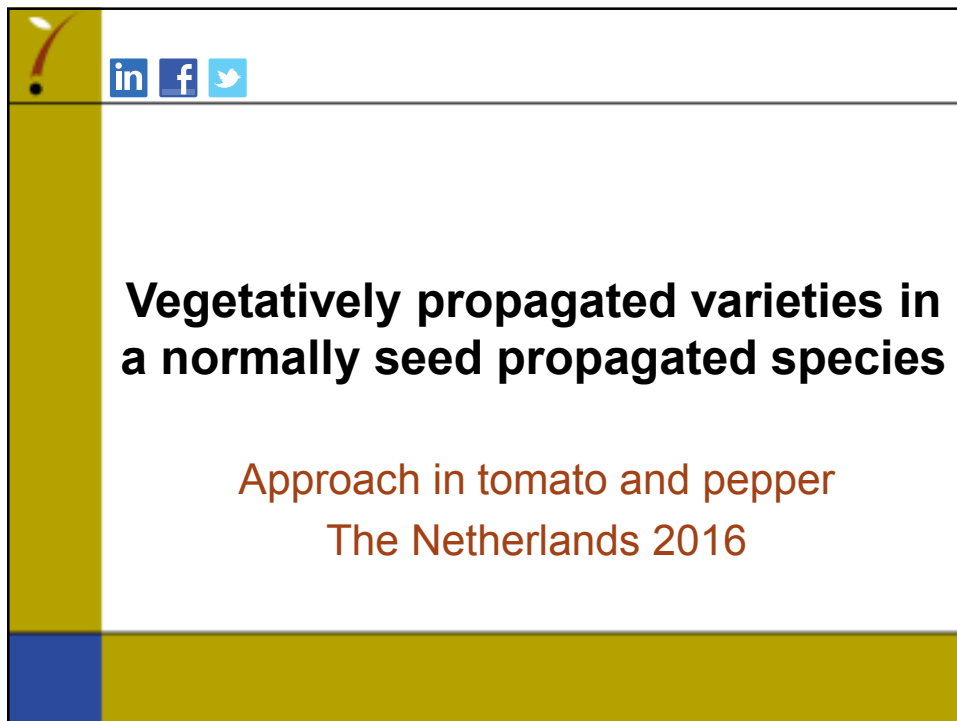 in f
Vegetatively propagated varieties in
a normally seed propagated species
Approach in tomato and pepper
The Netherlands 2016